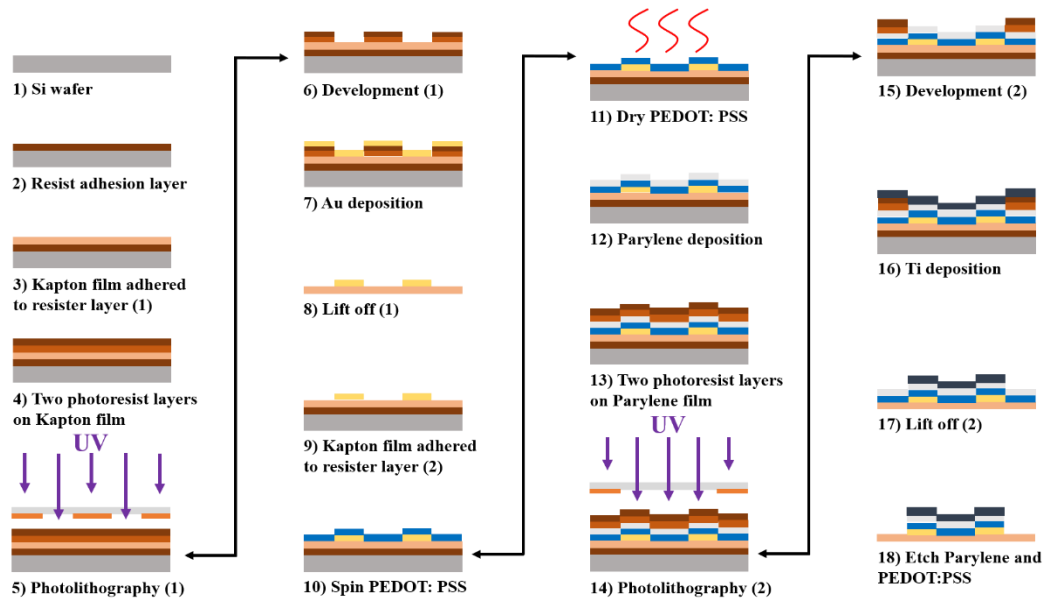 1) Si wafer
2) Resist adhesion layer
3) Kapton film adhered
to resister layer (1)
4) Two photoresist layers
on Kapton film
UV
5) Photolithography (1)
6) Development (1)
7) Au deposition
8) Lift off (1)
9) Kapton film adhered
to resister layer (2)
10) Spin PEDOT: PSS
11) Dry PEDOT: PSS
12) Parylene deposition
13) Two photoresist layers
on Parylene film
UV
14) Photolithography (2)
15) Development (2)
16) Ti deposition
17) Lift off (2)
18) Etch Parylene and
PEDOT:PSS